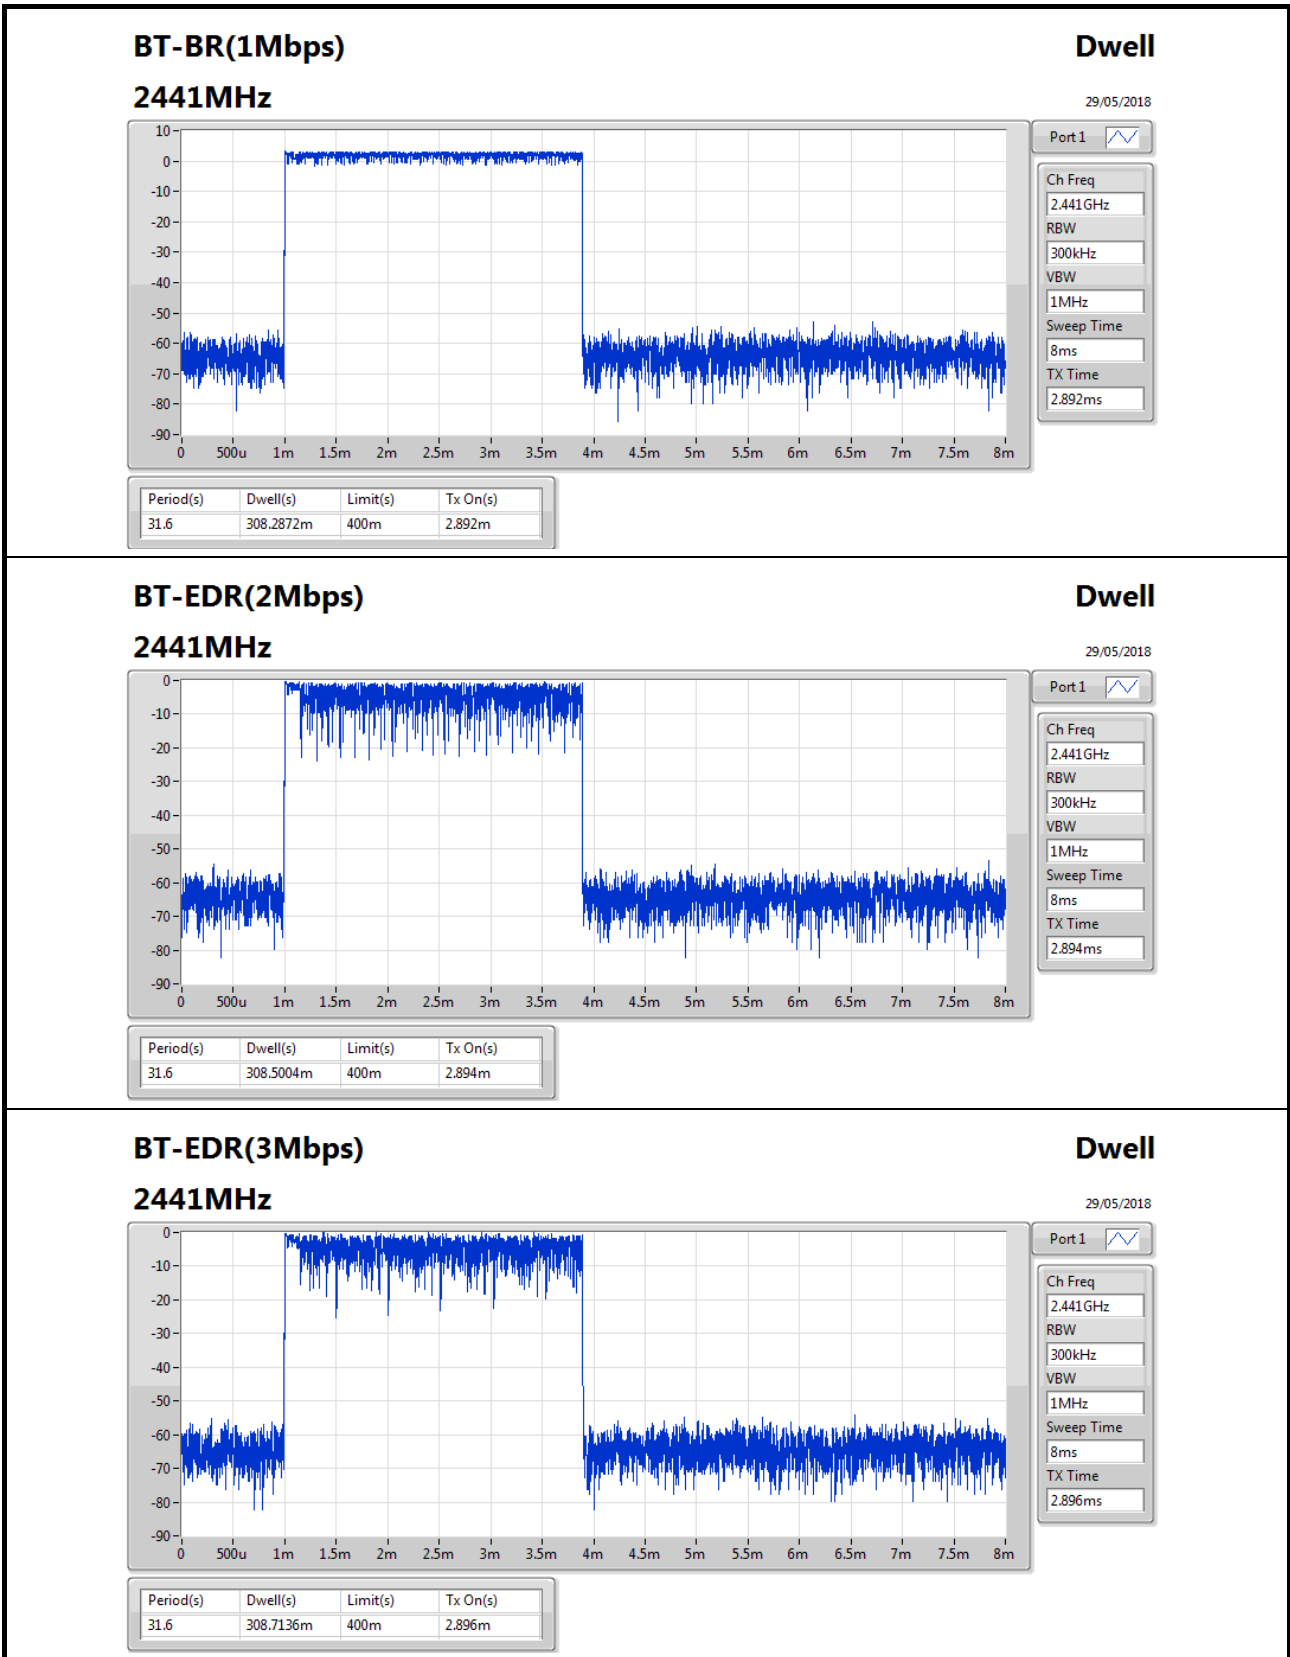 BT-BR(1Mbps) Dwell
2441MHz 29/05/2018
10
0
-10
-20
-30
-40
-50
-60
-70
-80
-90
0 500u 1m 1.5m 2m 2.5m 3m 3.5m 4m 4.5m 5m 5.5m 6m 6.5m 7m 7.5m 8m
Port 1
Ch Freq
2.441GHz
RBW
300kHz
VBW
1MHz
Sweep Time
8ms
TX Time
2.892ms
Period(s) Dwell(s) Limit(s) Tx On(s)
31.6 308.2872m 400m 2.892m
BT-EDR(2Mbps) Dwell
2441MHz 29/05/2018
0
-10
-20
-30
-40
-50
-60
-70
-80
-90
0 500u 1m 1.5m 2m 2.5m 3m 3.5m 4m 4.5m 5m 5.5m 6m 6.5m 7m 7.5m 8m
Port 1
Ch Freq
2.441GHz
RBW
300kHz
VBW
1MHz
Sweep Time
8ms
TX Time
2.894ms
Period(s) Dwell(s) Limit(s) Tx On(s)
31.6 308.5004m 400m 2.894m
BT-EDR(3Mbps) Dwell
2441MHz 29/05/2018
0
-10
-20
-30
-40
-50
-60
-70
-80
-90
0 500u 1m 1.5m 2m 2.5m 3m 3.5m 4m 4.5m 5m 5.5m 6m 6.5m 7m 7.5m 8m
Port 1
Ch Freq
2.441GHz
RBW
300kHz
VBW
1MHz
Sweep Time
8ms
TX Time
2.896ms
Period(s) Dwell(s) Limit(s) Tx On(s)
31.6 308.7136m 400m 2.896m